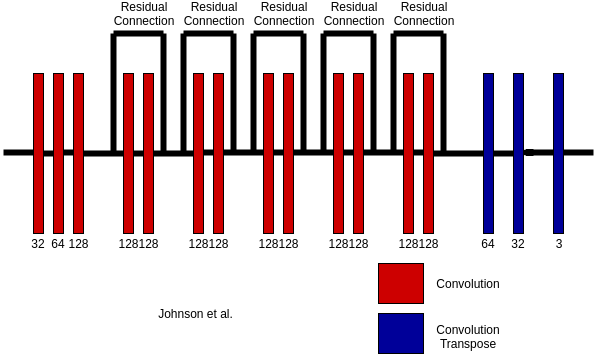 Residual Residual Residual Residual Residual
Connection Connection Connection Connection Connection
32 64 128 128128 128128 128128 128128 128128 64 32 3
Convolution
Johnson et al.
Convolution
Transpose